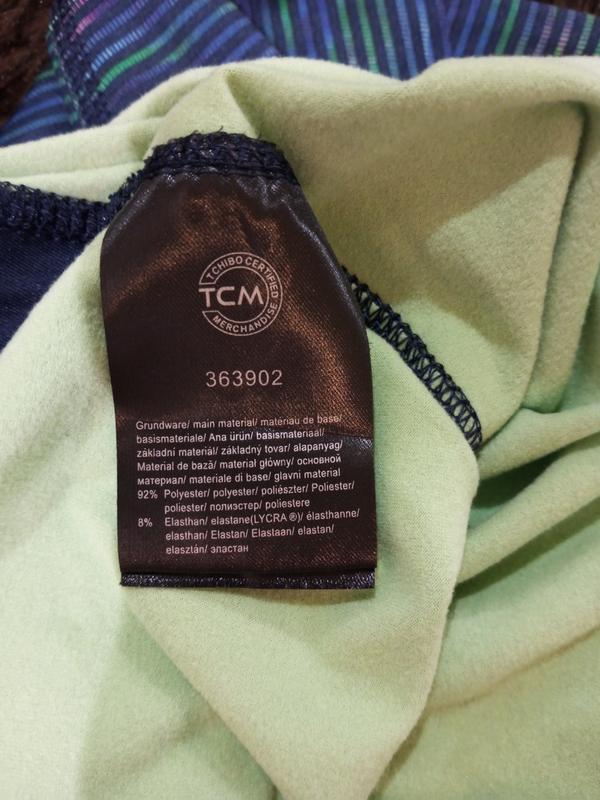 TCHIBO CERTIFIED
TCM
MERCHANDISE
363902
Grundware/ main material/ matériau de base/
basismateriale/ Ana ürün/ basismateriaal/
základní materiál/ základný tovar/ alapanyag/
Material de bază/ materiał główny/ основной
материал/ materiale di base/ glavni material
92% Polyester/ polyester/ poliészter/ Poliester/
poliester/ полиэстер/ poliestere
8% Elasthan/ elastane(LYCRA ®)/ élasthanne/
elasthan/ Elastan/ Elastaan/ elastan/
elasztán/ эластан